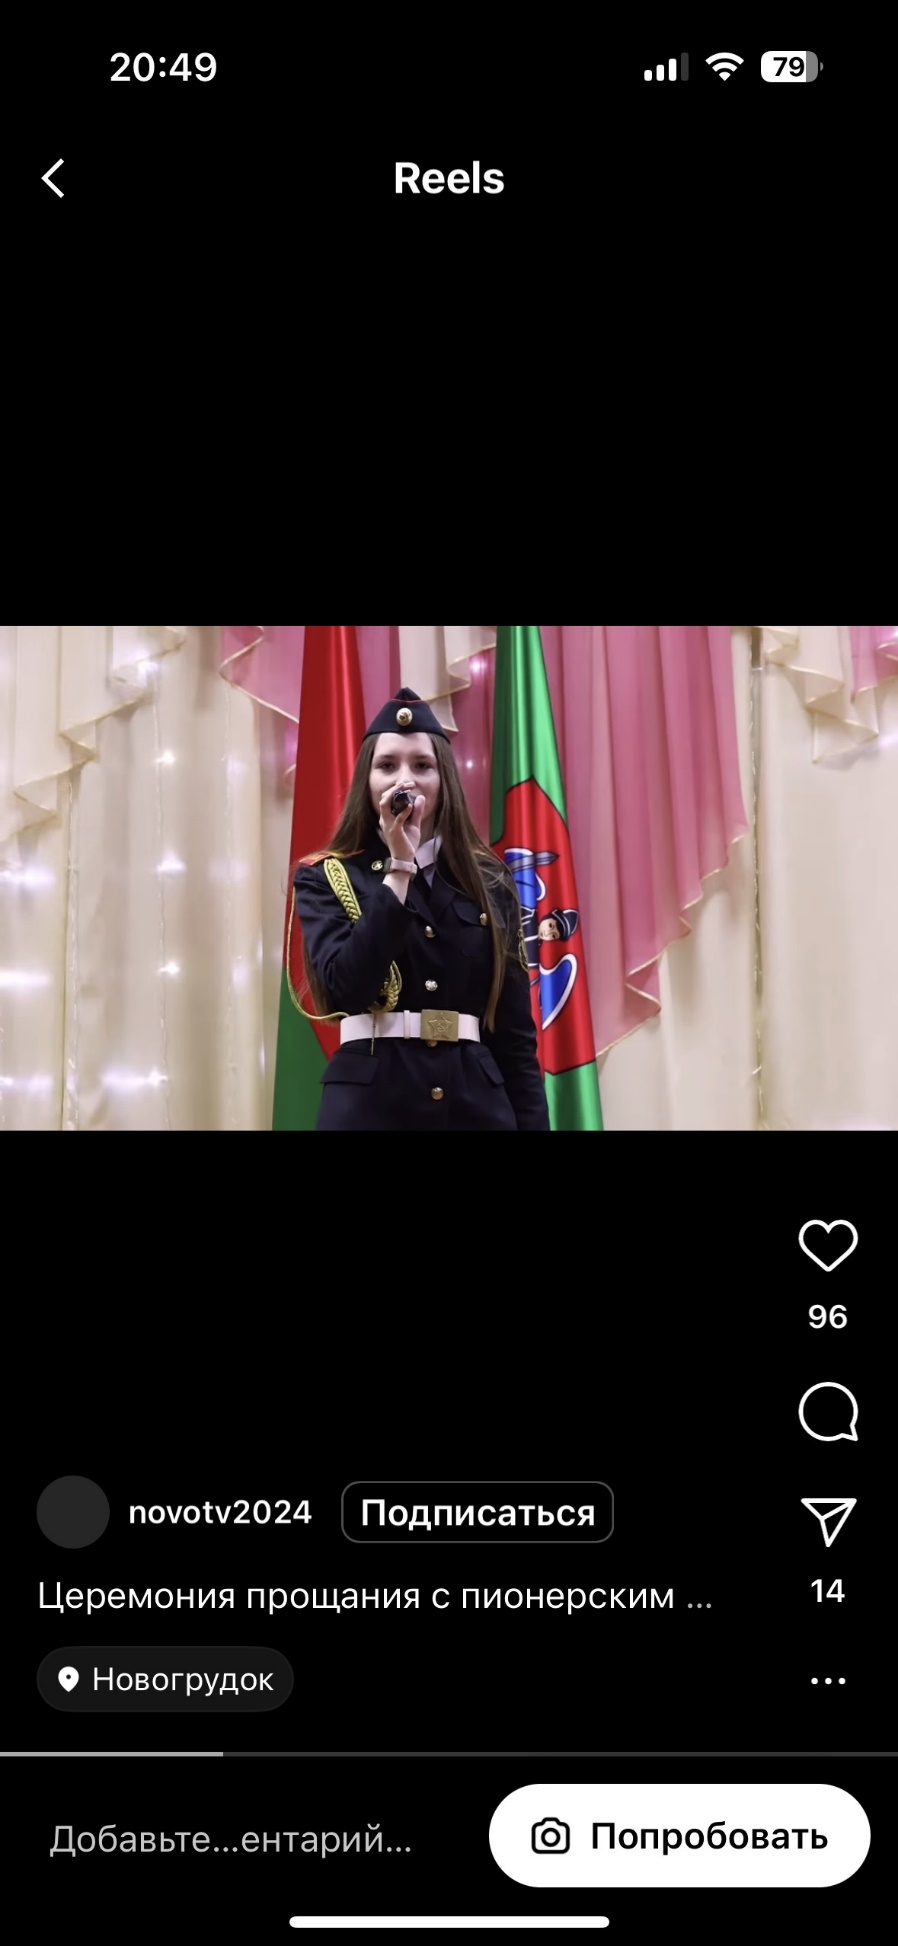 20:49
79
Reels
96
novotv2024
Подписаться
Церемония прощания с пионерским ...
14
Новогрудок
Добавьте...ентарий...
Попробовать